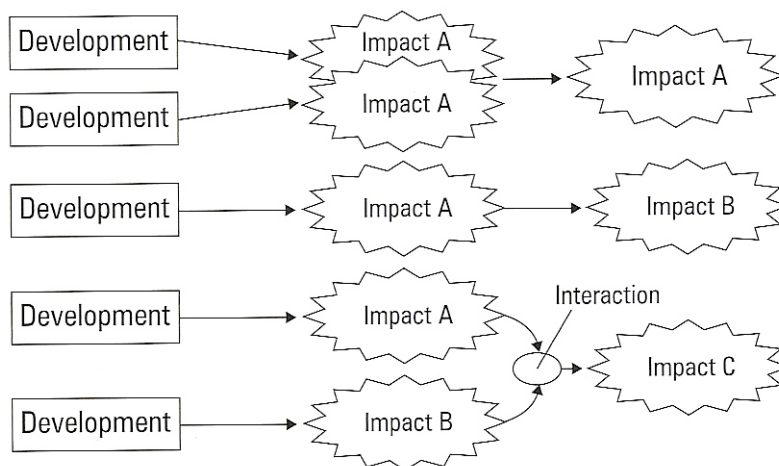 Development
Impact A
Impact A
Development
Impact A
Development
Impact A
Impact B
Development
Impact A
Interaction
Impact C
Development
Impact B